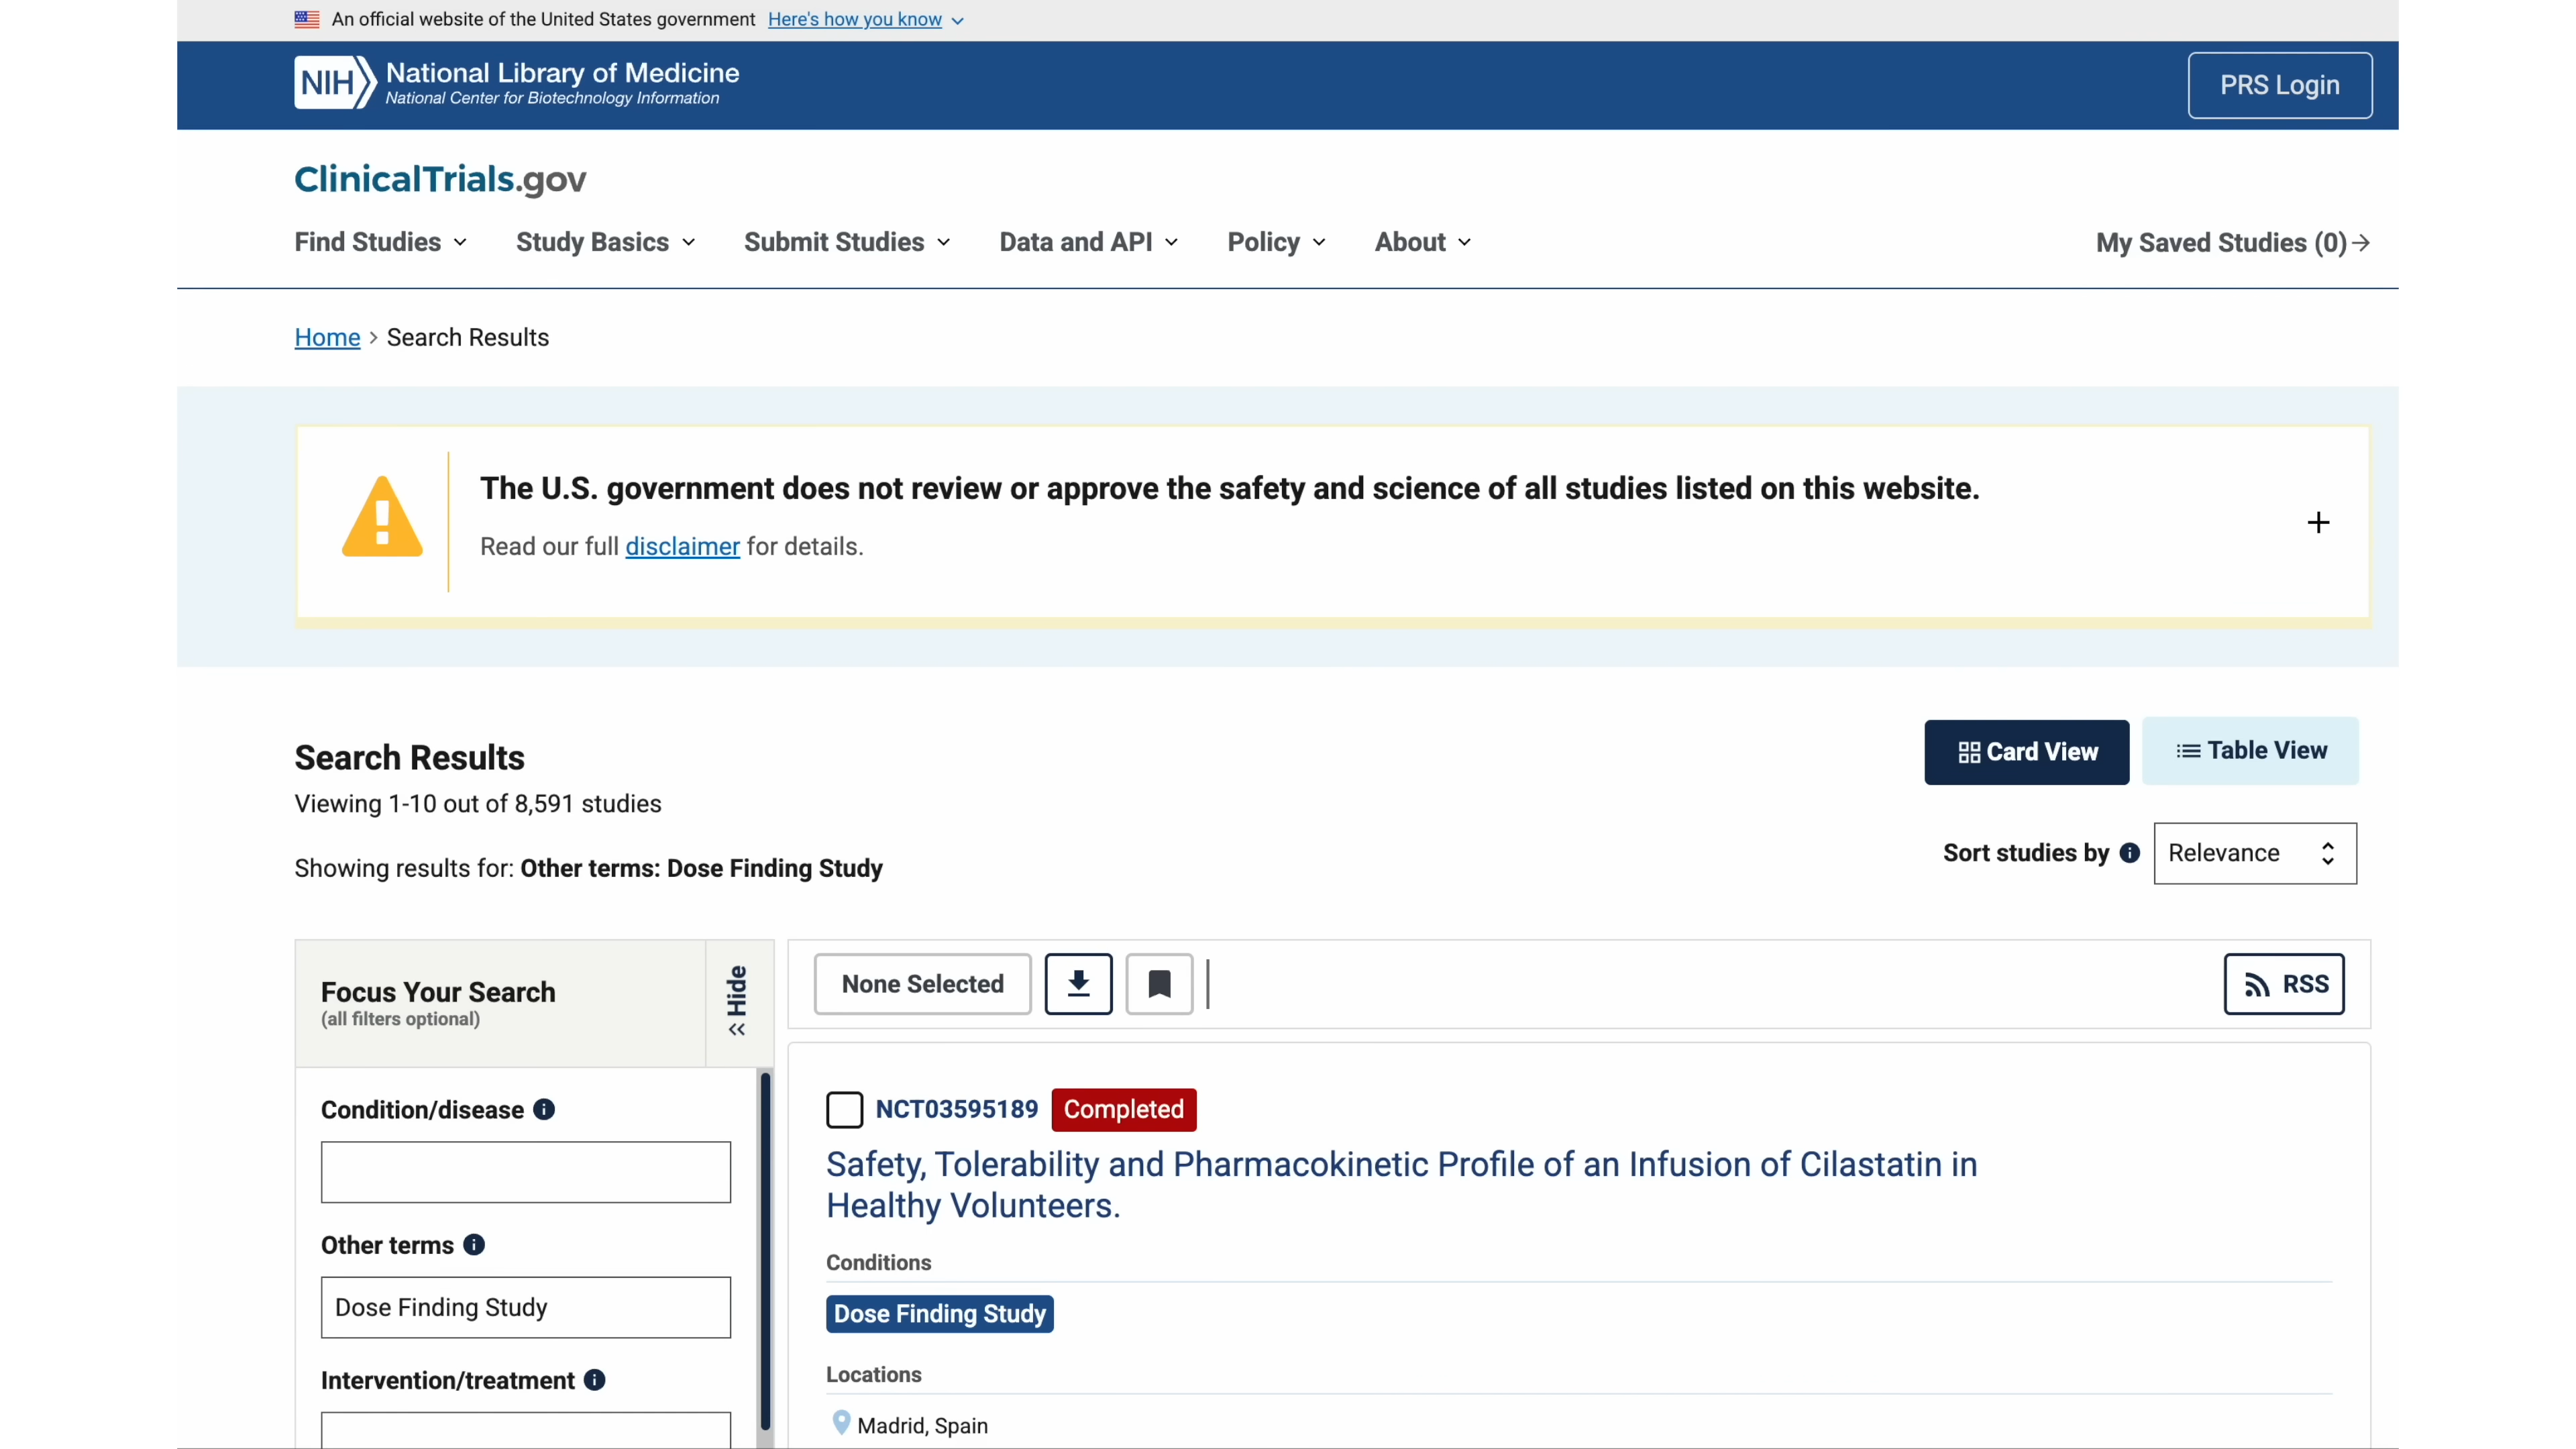 An official website of the United States government Here's how you know
NIH National Library of Medicine
National Center for Biotechnology Information
PRS Login
ClinicalTrials.gov
Find Studies Study Basics Submit Studies Data and API Policy About My Saved Studies (0)
Home > Search Results
The U.S. government does not review or approve the safety and science of all studies listed on this website.
Read our full disclaimer for details.
+
Search Results
Card View Table View
Viewing 1-10 out of 8,591 studies
Sort studies by Relevance
Showing results for: Other terms: Dose Finding Study
Focus Your Search
(all filters optional)
Hide
None Selected
RSS
Condition/disease
Other terms
Dose Finding Study
Intervention/treatment
NCT03595189 Completed
Safety, Tolerability and Pharmacokinetic Profile of an Infusion of Cilastatin in
Healthy Volunteers.
Conditions
Dose Finding Study
Locations
Madrid, Spain